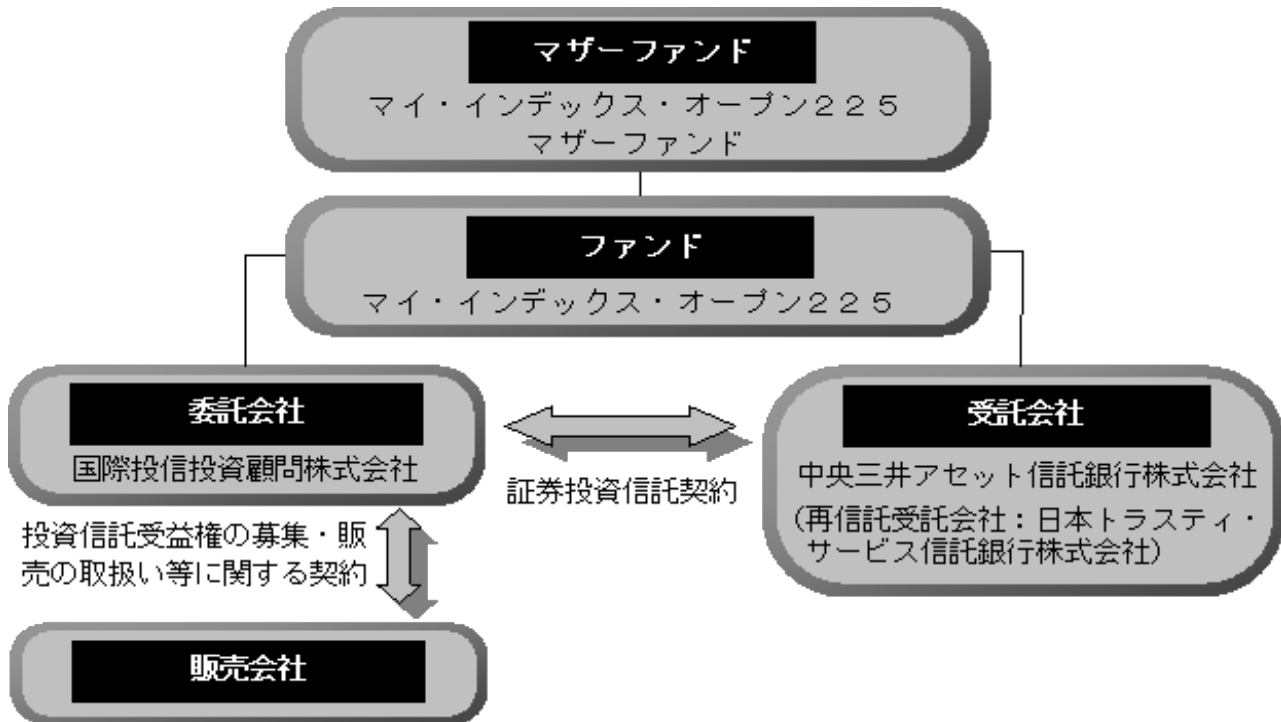 マザーファンド
マイ・インデックス・オープン２２５
マザーファンド
ファンド
マイ・インデックス・オープン２２５
委託会社
国際投信投資顧問株式会社
証券投資信託契約
受託会社
中央三井アセット信託銀行株式会社
（再信託受託会社：日本トラスティ・
サービス信託銀行株式会社）
投資信託受益権の募集・販
売の取扱い等に関する契約
販売会社